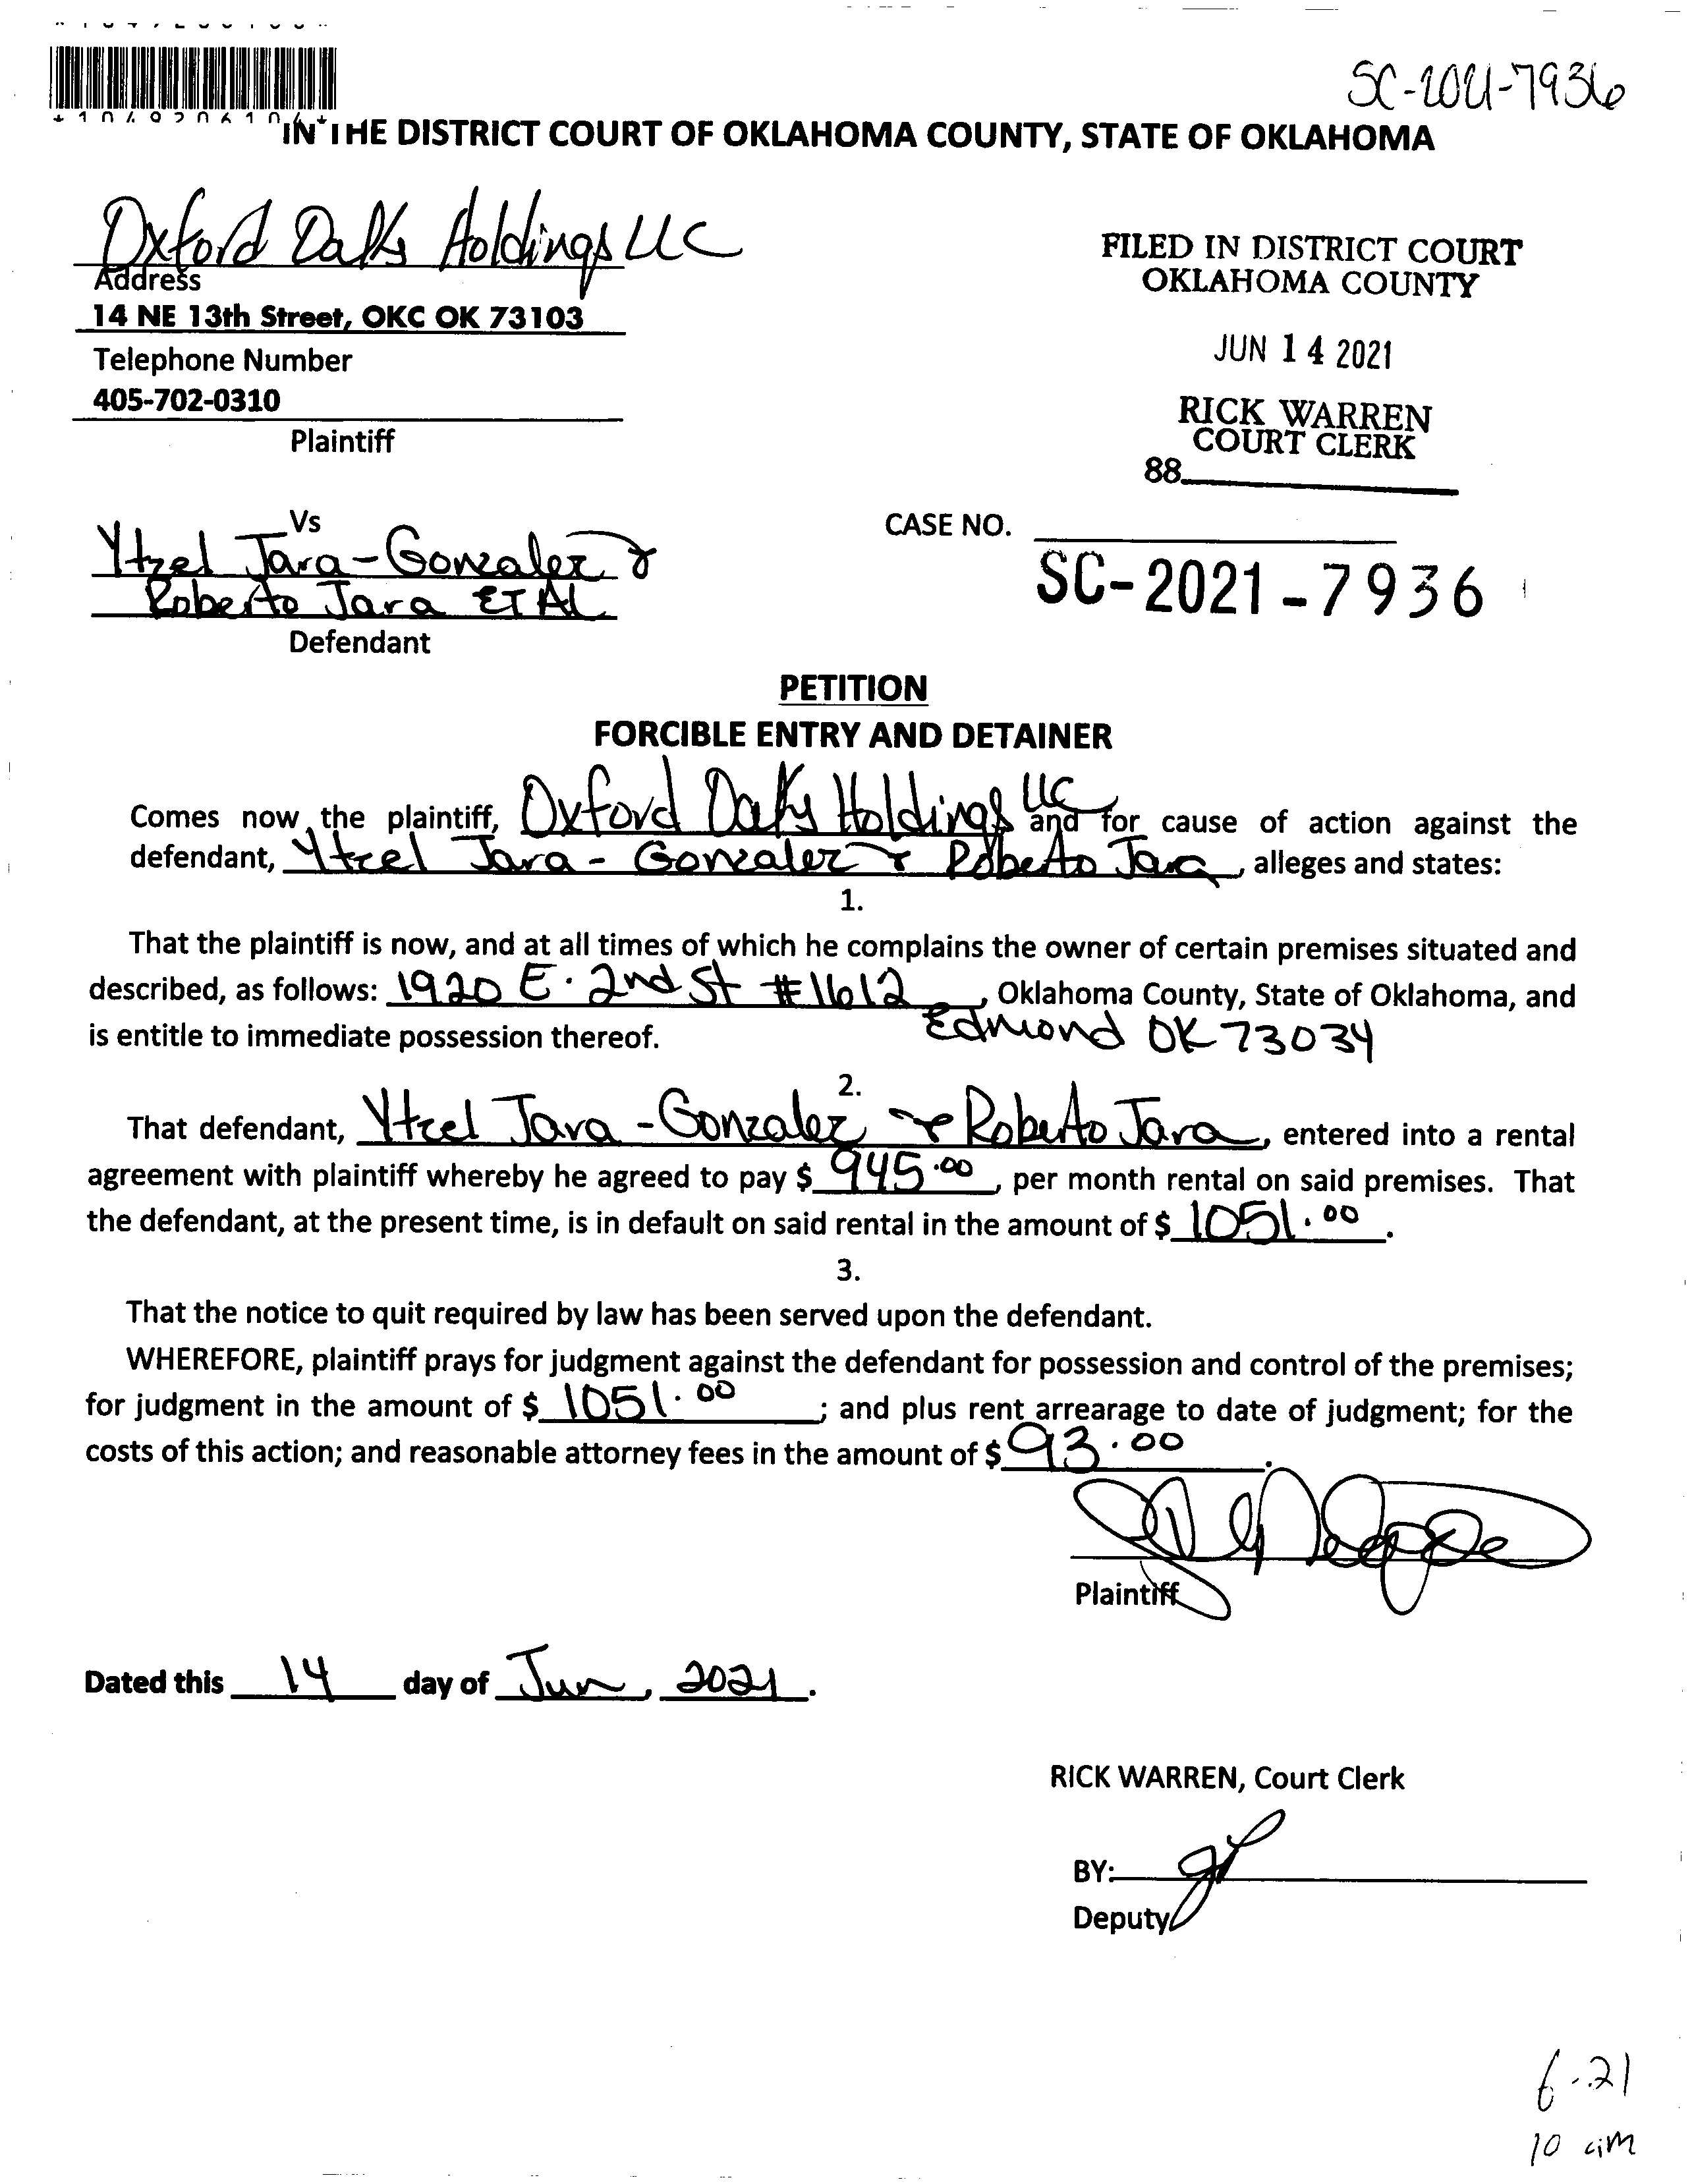 SC-2021-7936
IN THE DISTRICT COURT OF OKLAHOMA COUNTY, STATE OF OKLAHOMA
Oxford Oaks Holdings LLC
Address
14 NE 13th Street, OKC OK 73103
Telephone Number
405-702-0310
Plaintiff
FILED IN DISTRICT COURT
OKLAHOMA COUNTY
JUN 14 2021
RICK WARREN
COURT CLERK
88
Vs
Ytzel Jara-Gonzalez &
Roberto Jara ET AL
Defendant
CASE NO.
SC-2021-7936
PETITION
FORCIBLE ENTRY AND DETAINER
Comes now the plaintiff, Oxford Oaks Holdings LLC and for cause of action against the
defendant, Ytzel Jara-Gonzalez & Roberto Jara, alleges and states:
1.
That the plaintiff is now, and at all times of which he complains the owner of certain premises situated and
described, as follows: 1920 E. 2nd St #1612, Oklahoma County, State of Oklahoma, and
is entitle to immediate possession thereof. Edmond OK 73034
2.
That defendant, Ytzel Jara-Gonzalez & Roberto Jara, entered into a rental
agreement with plaintiff whereby he agreed to pay $ 945.00, per month rental on said premises. That
the defendant, at the present time, is in default on said rental in the amount of $ 1051.00.
3.
That the notice to quit required by law has been served upon the defendant.
WHEREFORE, plaintiff prays for judgment against the defendant for possession and control of the premises;
for judgment in the amount of $ 1051.00; and plus rent arrearage to date of judgment; for the
costs of this action; and reasonable attorney fees in the amount of $ 93.00.
Plaintiff
Dated this 14 day of Jun, 2021.
RICK WARREN, Court Clerk
BY:
Deputy
6-21
10 am